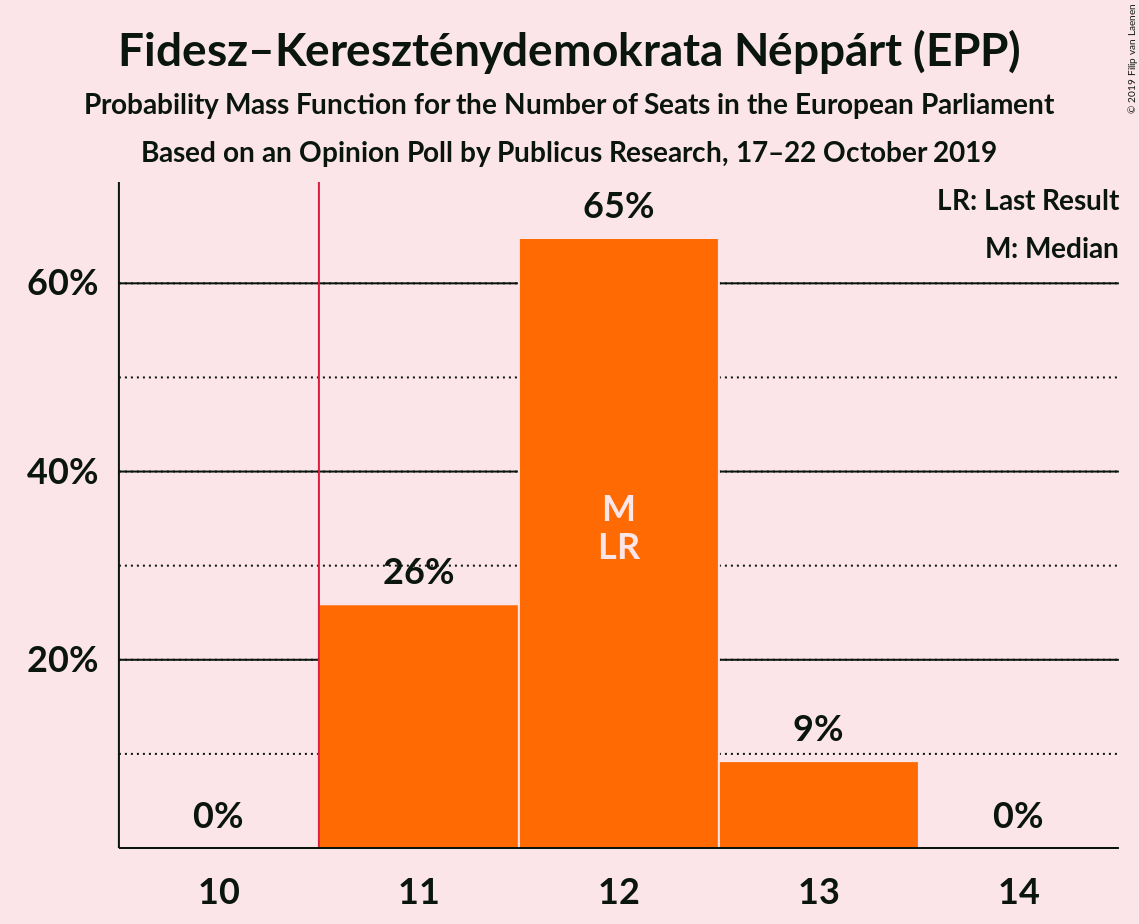 Fidesz–Kereszténydemokrata Néppárt (EPP)
Probability Mass Function for the Number of Seats in the European Parliament
Based on an Opinion Poll by Publicus Research, 17–22 October 2019
© 2019 Filip van Laenen
LR: Last Result
M: Median
65%
60%
40%
M
LR
26%
20%
9%
0%
0%
10 11 12 13 14